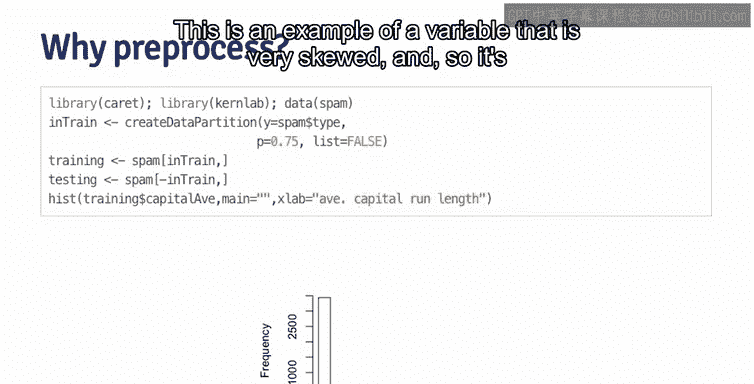 This is an example of a variable that is
very skewed, and, so it's
Why preprocess?
library(caret); library(kernlab); data(spam)
inTrain <- createDataPartition(y=spam$type,
p=0.75, list=FALSE)
training <- spam[inTrain,]
testing <- spam[-inTrain,]
hist(training$capitalAve,main="",xlab="ave. capital run length")
Frequency
2500
1000